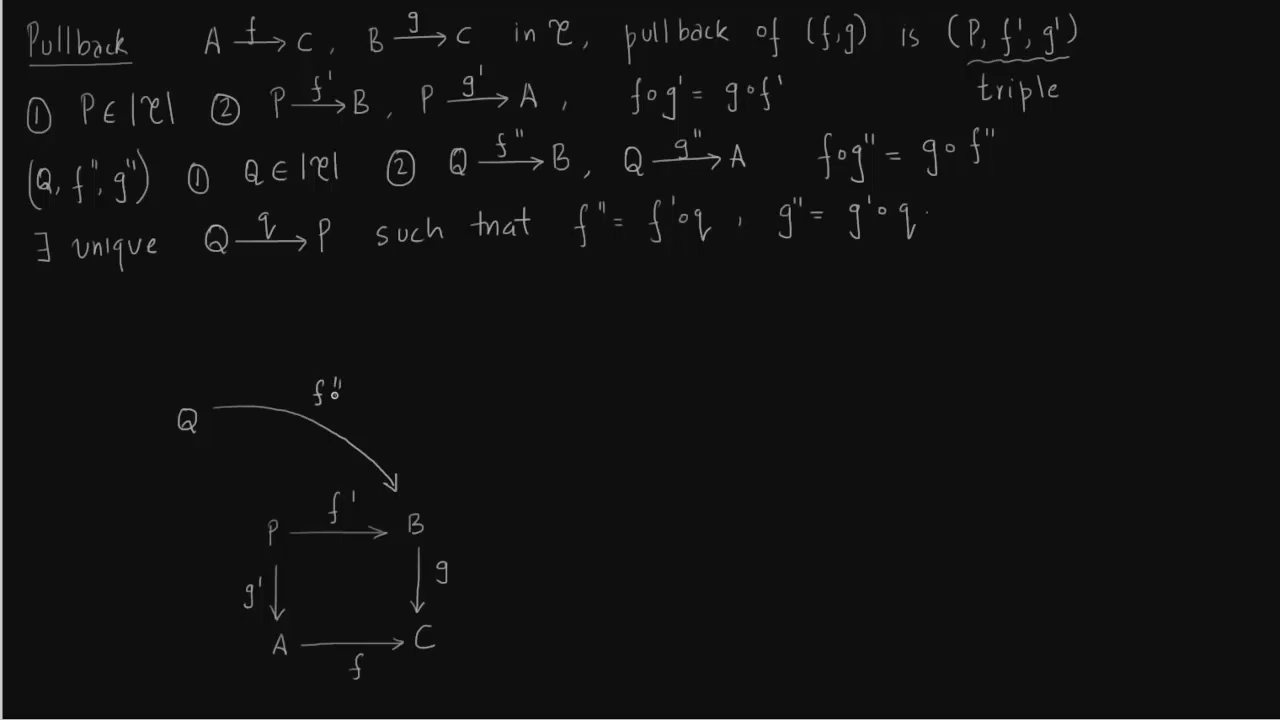 Pullback A f→ C, B g→ C in 𝒞, pullback of (f,g) is (P, f', g')
① P ∈ |𝒞| ② P f'→ B, P g'→ A, f∘g' = g∘f' triple
(Q, f'', g'') ① Q ∈ |𝒞| ② Q f''→ B, Q g''→ A f∘g'' = g∘f''
∃ unique Q q→ P such that f'' = f'∘q, g'' = g'∘q.
f''
Q
f'
P → B
g' g
A → C
f